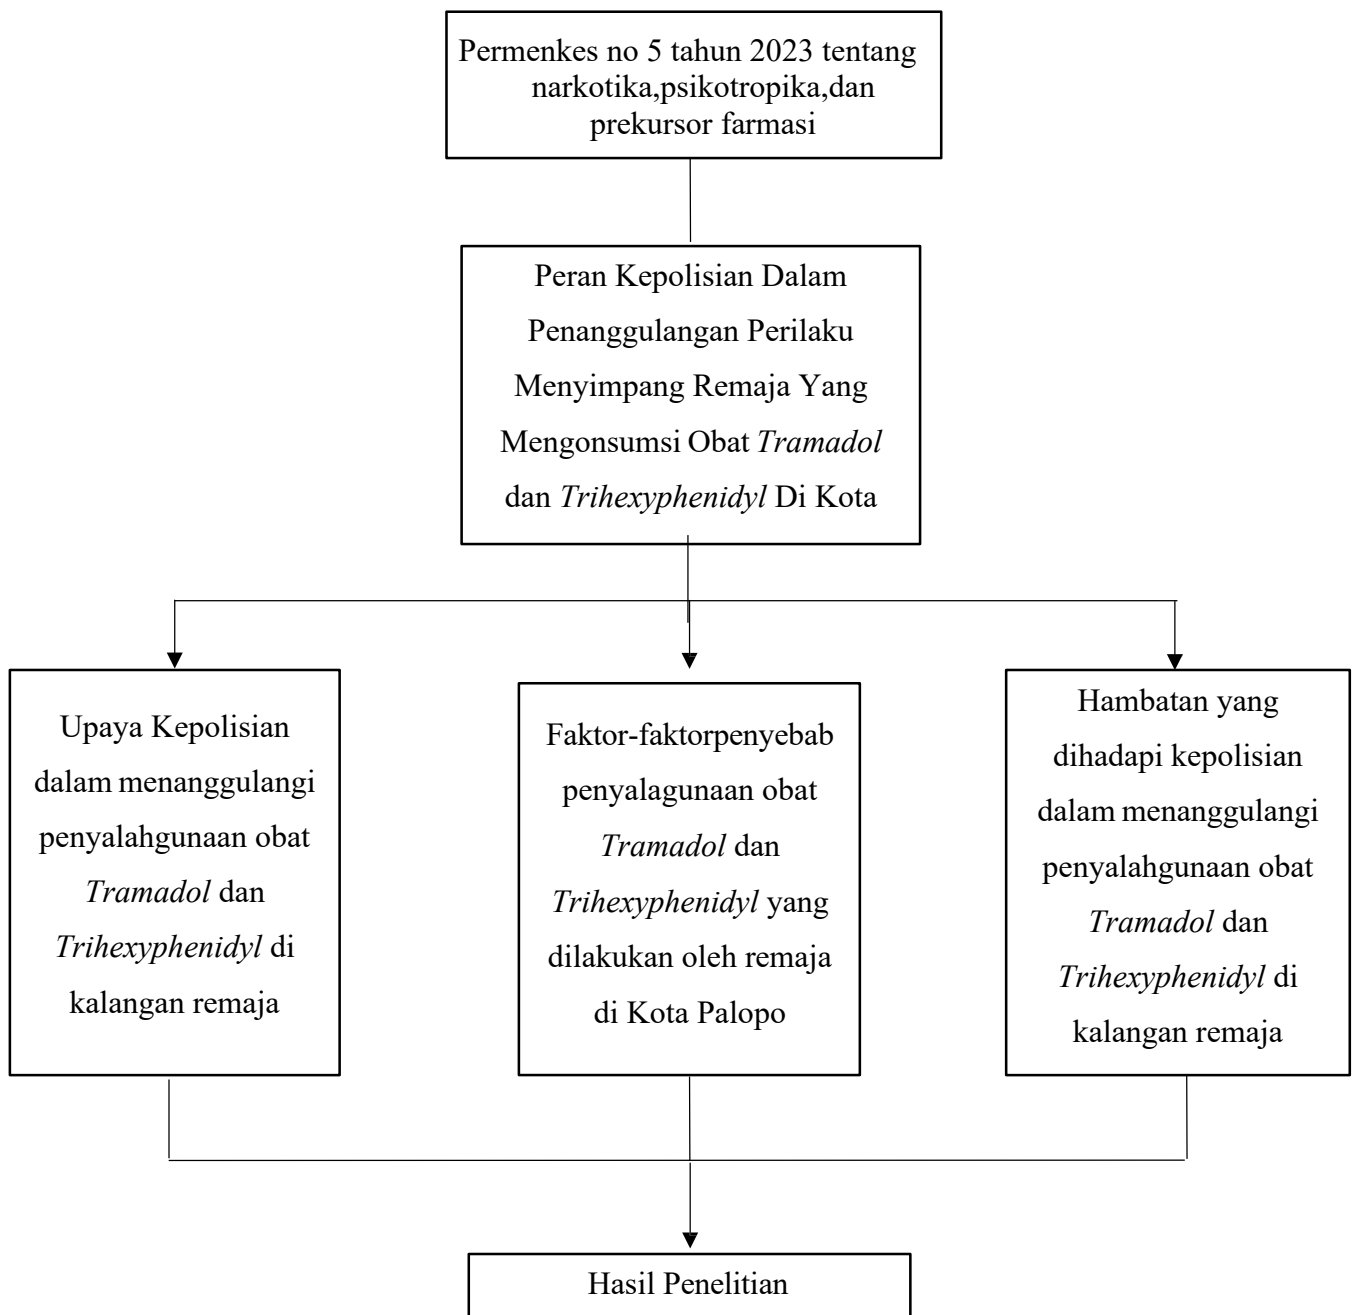 Permenkes no 5 tahun 2023 tentang
narkotika,psikotropika,dan
prekursor farmasi
Peran Kepolisian Dalam
Penanggulangan Perilaku
Menyimpang Remaja Yang
Mengonsumsi Obat Tramadol
dan Trihexyphenidyl Di Kota
Upaya Kepolisian
dalam menanggulangi
penyalahgunaan obat
Tramadol dan
Trihexyphenidyl di
kalangan remaja
Faktor-faktorpenyebab
penyalagunaan obat
Tramadol dan
Trihexyphenidyl yang
dilakukan oleh remaja
di Kota Palopo
Hambatan yang
dihadapi kepolisian
dalam menanggulangi
penyalahgunaan obat
Tramadol dan
Trihexyphenidyl di
kalangan remaja
Hasil Penelitian